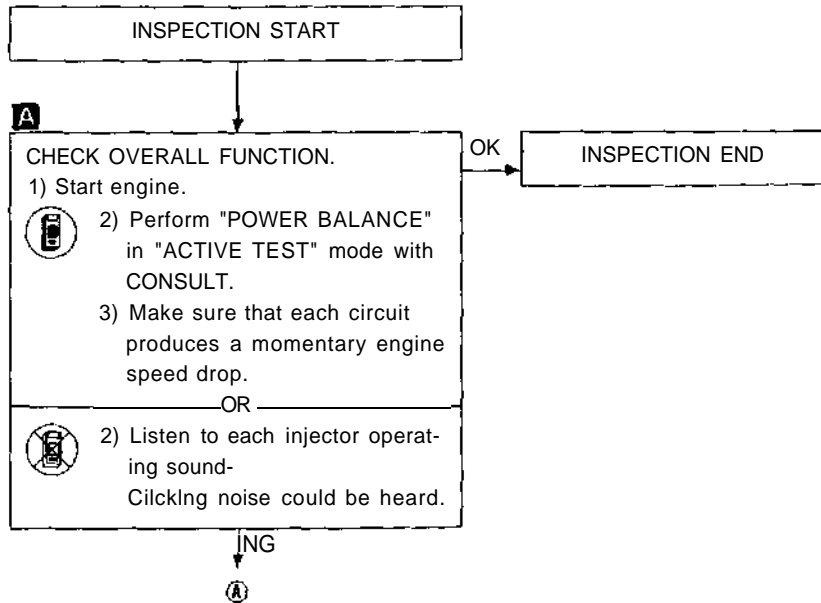 INSPECTION START
A
CHECK OVERALL FUNCTION.
1) Start engine.
2) Perform "POWER BALANCE"
in "ACTIVE TEST" mode with
CONSULT.
3) Make sure that each circuit
produces a momentary engine
speed drop.
OR
2) Listen to each injector operat-
ing sound-
Cilcklng noise could be heard.
OK
INSPECTION END
ING
A